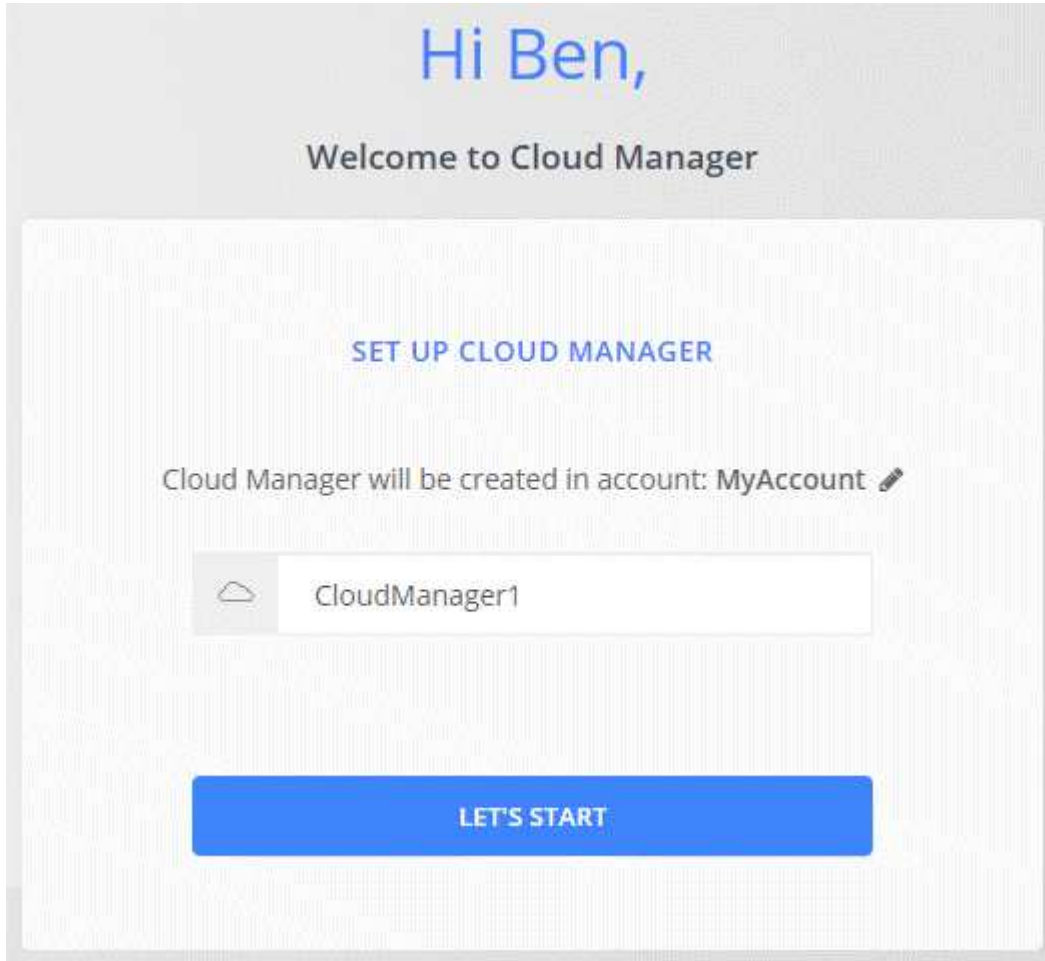 Hi Ben,
Welcome to Cloud Manager
SET UP CLOUD MANAGER
Cloud Manager will be created in account: MyAccount
CloudManager1
LET'S START